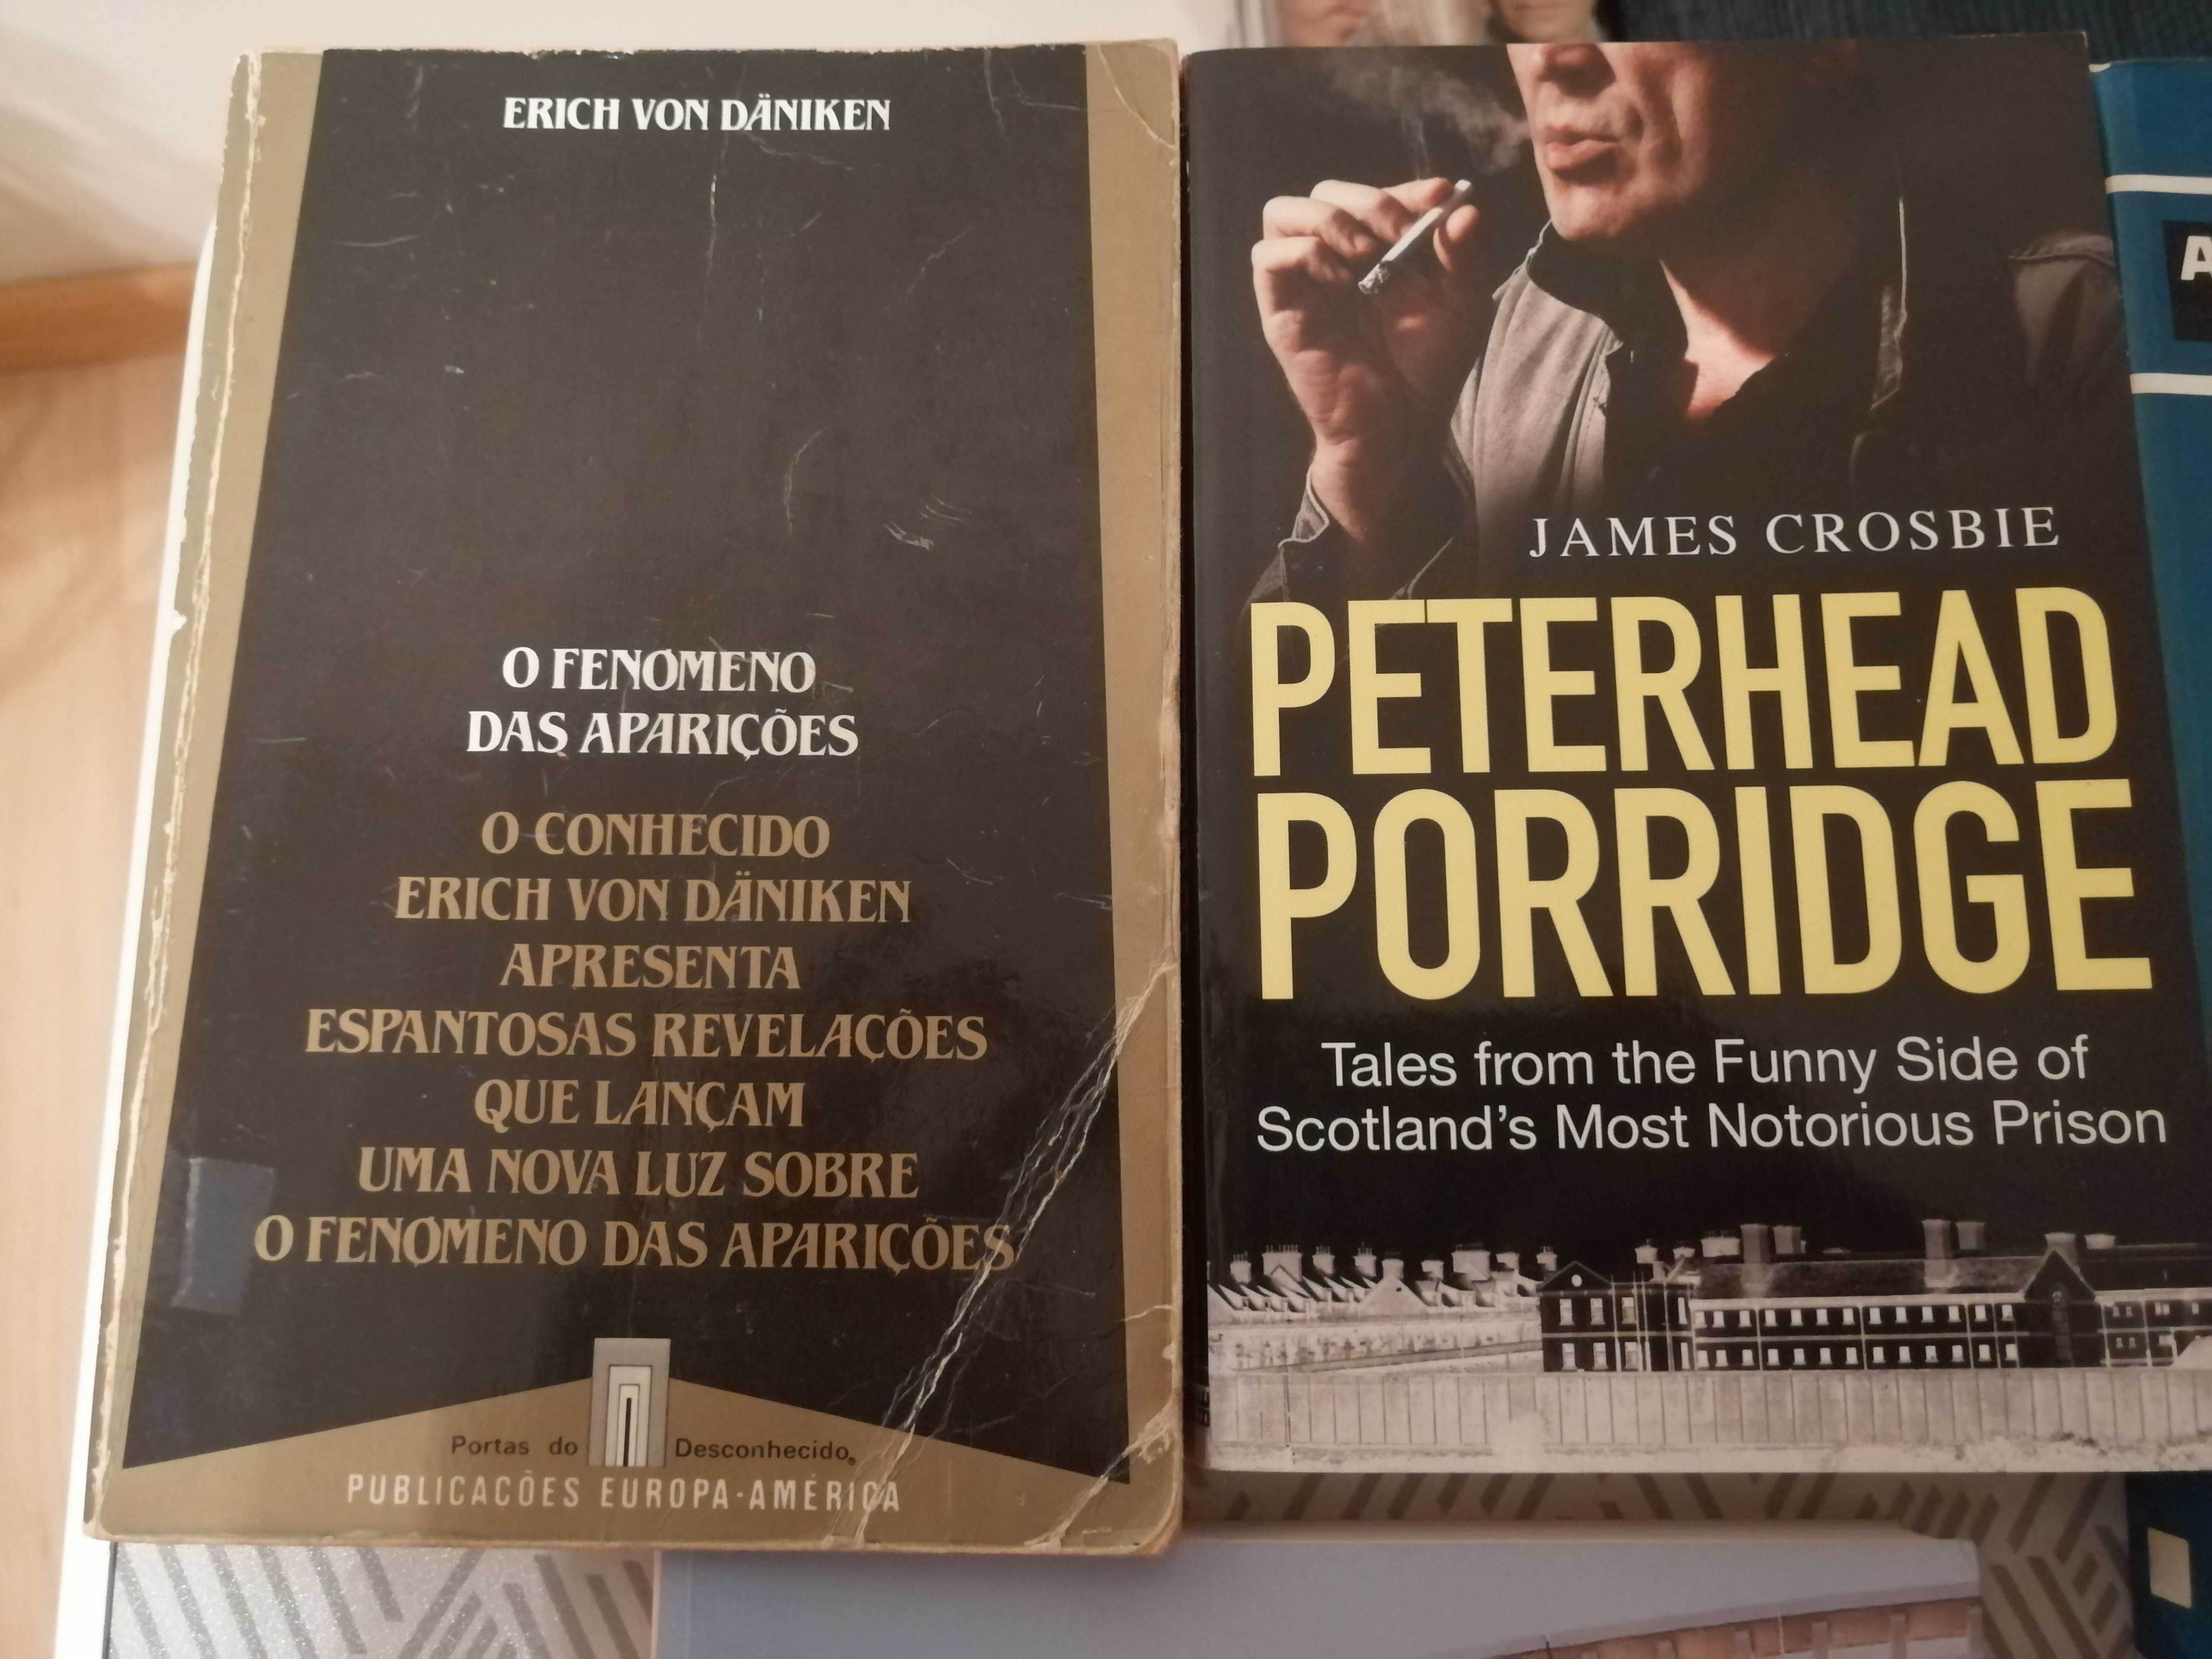 ERICH VON DÄNIKEN
O FENÓMENO
DAS APARIÇÕES
O CONHECIDO
ERICH VON DÄNIKEN
APRESENTA
ESPANTOSAS REVELAÇÕES
QUE LANÇAM
UMA NOVA LUZ SOBRE
O FENÓMENO DAS APARIÇÕES
Portas do Desconhecido
PUBLICAÇÕES EUROPA-AMÉRICA
JAMES CROSBIE
PETERHEAD
PORRIDGE
Tales from the Funny Side of
Scotland's Most Notorious Prison